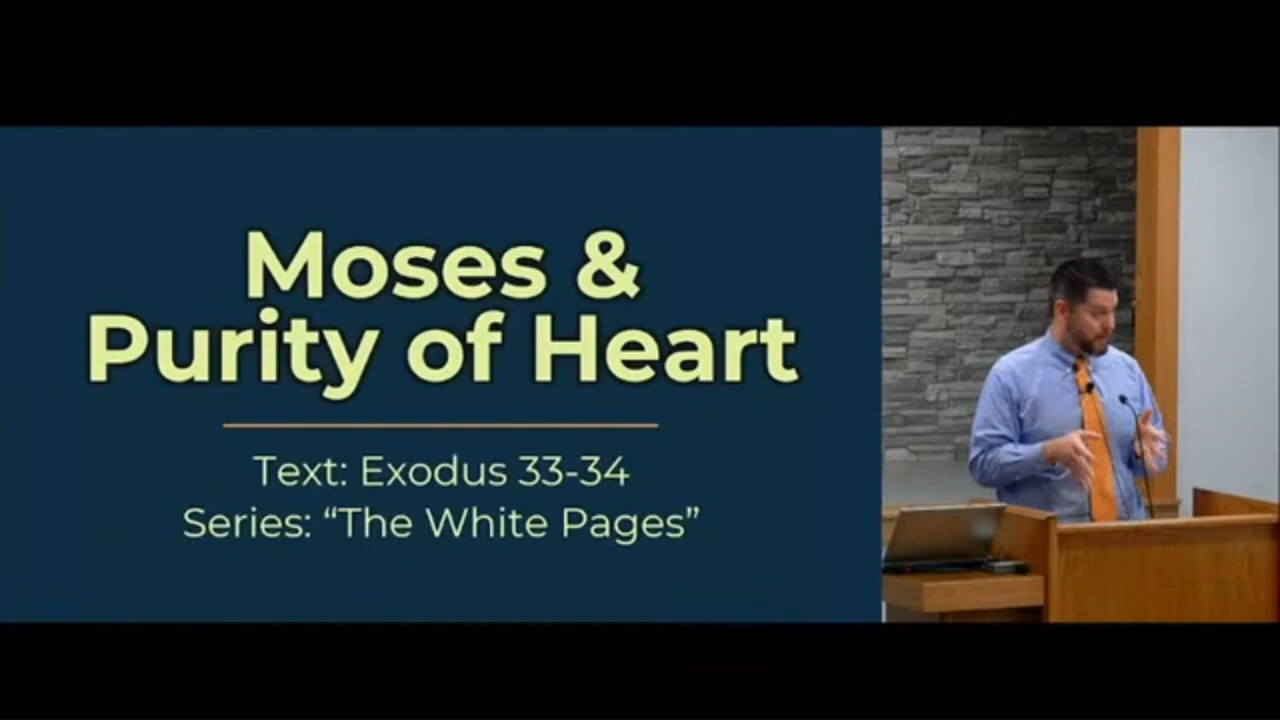 Moses &
Purity of Heart
Text: Exodus 33-34
Series: “The White Pages”